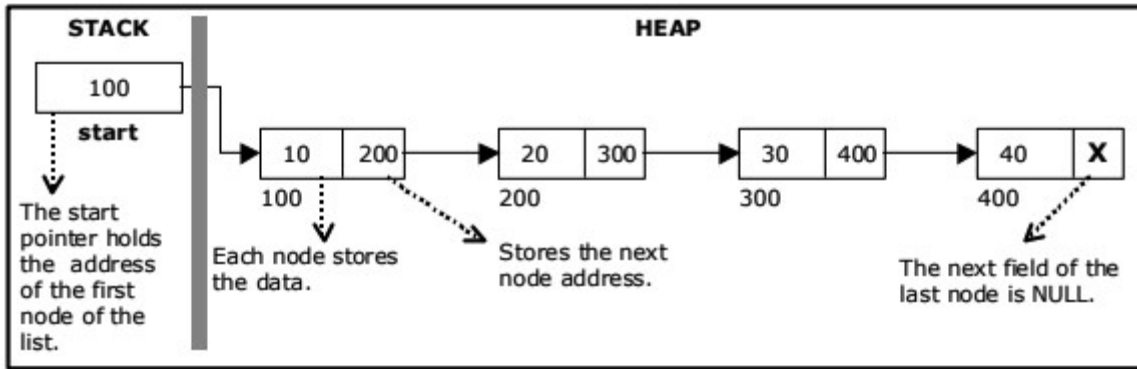 STACK
HEAP
100
start
10 200
20 300
30 400
40 X
100
200
300
400
The start
pointer holds
the address
of the first
node of the
list.
Each node stores
the data.
Stores the next
node address.
The next field of the
last node is NULL.